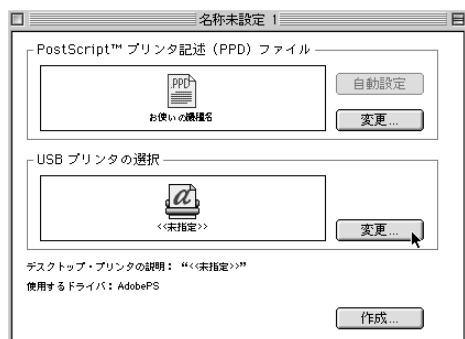 名称未設定 1
PostScript™ プリンタ記述（PPD）ファイル
.PPD
自動設定
お使いの機種名
変更...
USB プリンタの選択
a
<<未指定>>
変更...
デスクトップ・プリンタの説明： “<<未指定>>”
使用するドライバ：AdobePS
作成...